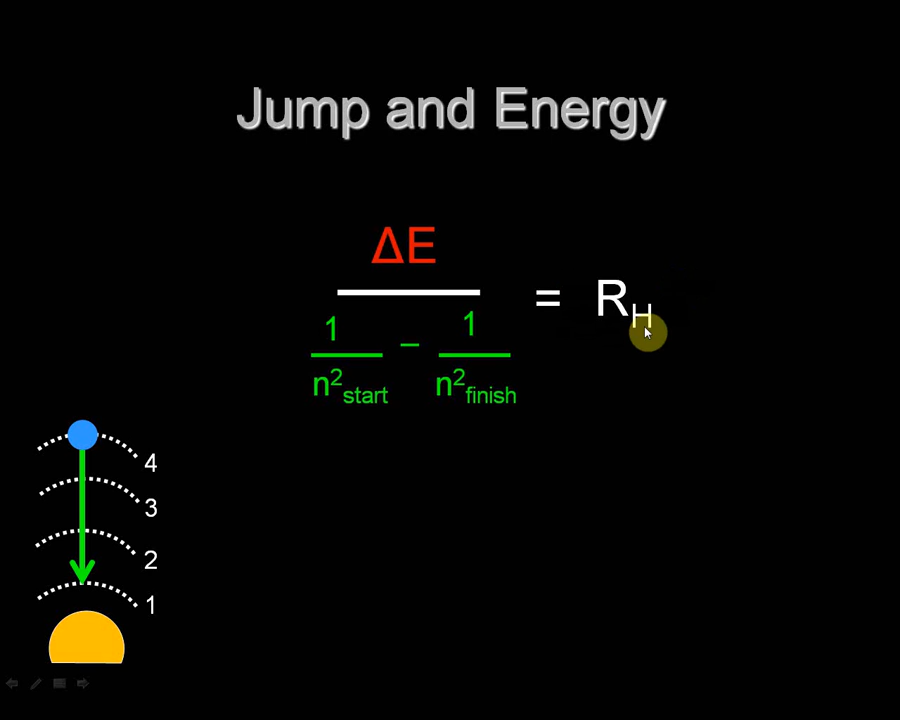 Jump and Energy
ΔE
= R_H
1 – 1
n²start n²finish
4
3
2
1